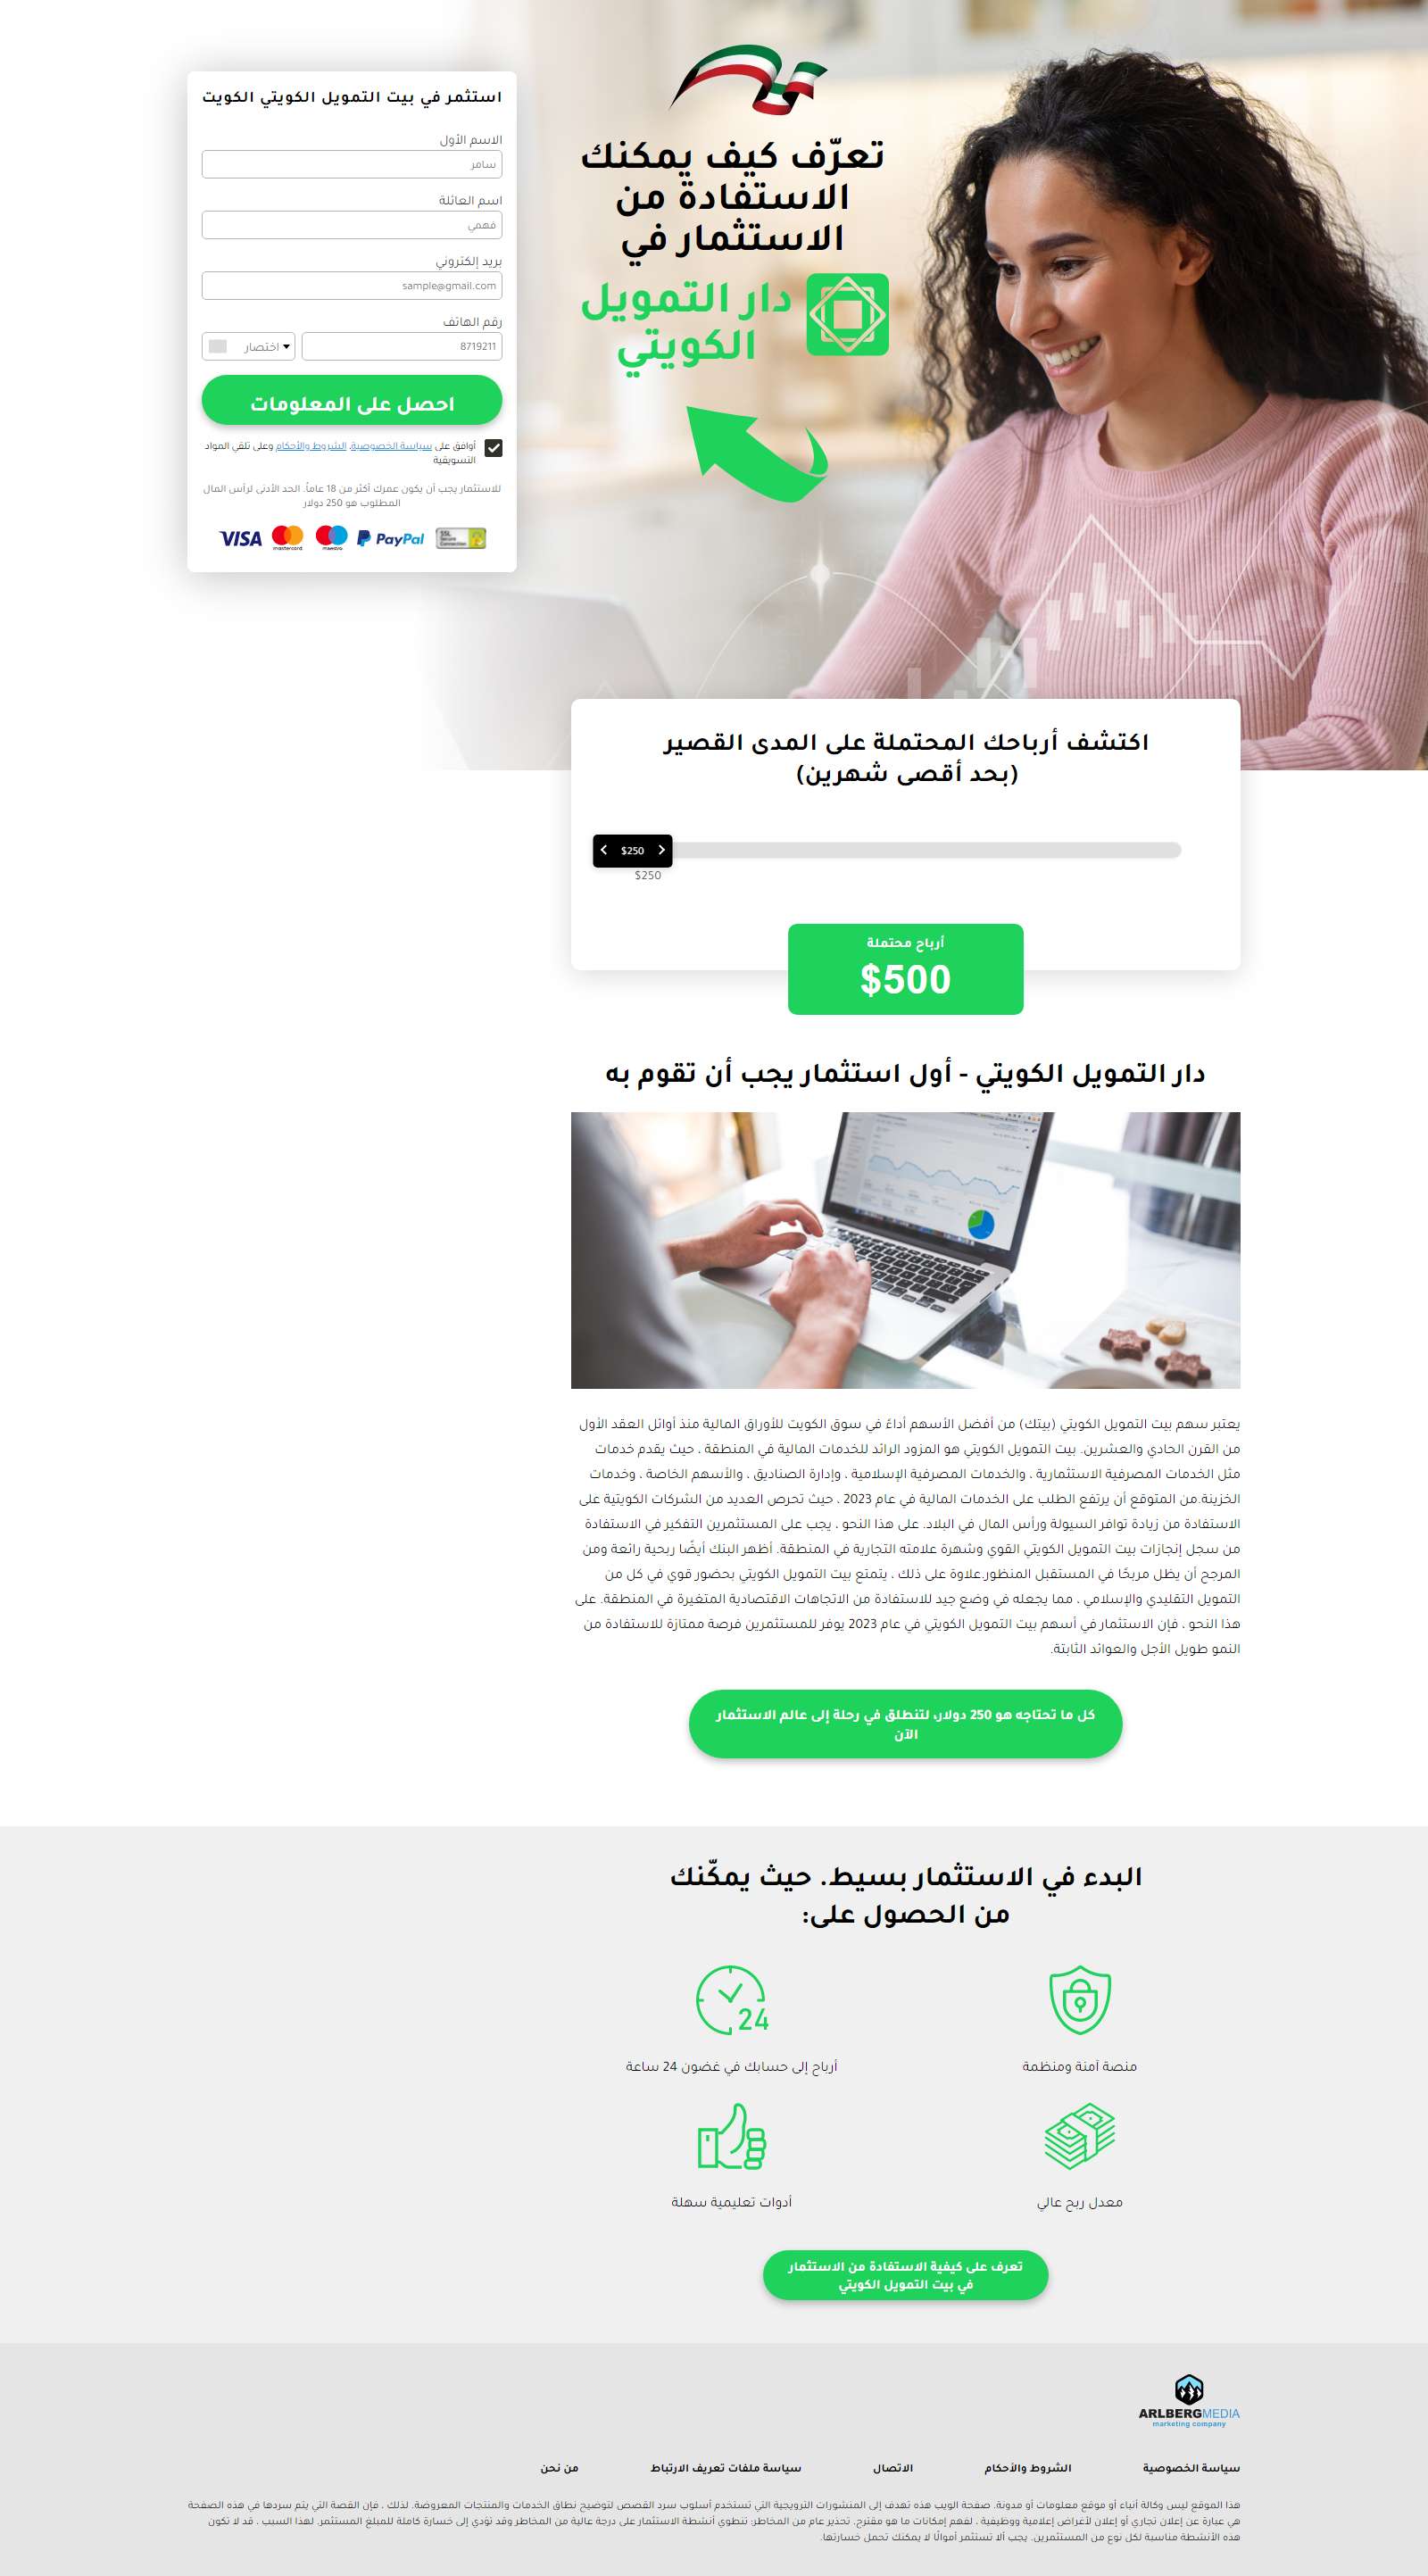 تعرّف كيف يمكنك
الاستفادة من
الاستثمار في
دار التمويل
الكويتي
استثمر في بيت التمويل الكويتي الكويت
الاسم الأول
سامر
اسم العائلة
فهمي
بريد إلكتروني
sample@gmail.com
رقم الهاتف
8719211
اختصار
احصل على المعلومات
أوافق على سياسة الخصوصية، الشروط والأحكام وعلى تلقي المواد
التسويقية
للاستثمار يجب أن يكون عمرك أكثر من 18 عاماً. الحد الأدنى لرأس المال
المطلوب هو 250 دولار
VISA
mastercard
maestro
PayPal
SSL
Secure
Connection
اكتشف أرباحك المحتملة على المدى القصير
(بحد أقصى شهرين)
$250
$250
أرباح محتملة
$500
دار التمويل الكويتي - أول استثمار يجب أن تقوم به
يعتبر سهم بيت التمويل الكويتي (بيتك) من أفضل الأسهم أداءً في سوق الكويت للأوراق المالية منذ أوائل العقد الأول
من القرن الحادي والعشرين. بيت التمويل الكويتي هو المزود الرائد للخدمات المالية في المنطقة ، حيث يقدم خدمات
مثل الخدمات المصرفية الاستثمارية ، والخدمات المصرفية الإسلامية ، وإدارة الصناديق ، والأسهم الخاصة ، وخدمات
الخزينة.من المتوقع أن يرتفع الطلب على الخدمات المالية في عام 2023 ، حيث تحرص العديد من الشركات الكويتية على
الاستفادة من زيادة توافر السيولة ورأس المال في البلاد. على هذا النحو ، يجب على المستثمرين التفكير في الاستفادة
من سجل إنجازات بيت التمويل الكويتي القوي وشهرة علامته التجارية في المنطقة. أظهر البنك أيضًا ربحية رائعة ومن
المرجح أن يظل مربحًا في المستقبل المنظور.علاوة على ذلك ، يتمتع بيت التمويل الكويتي بحضور قوي في كل من
التمويل التقليدي والإسلامي ، مما يجعله في وضع جيد للاستفادة من الاتجاهات الاقتصادية المتغيرة في المنطقة. على
هذا النحو ، فإن الاستثمار في أسهم بيت التمويل الكويتي في عام 2023 يوفر للمستثمرين فرصة ممتازة للاستفادة من
النمو طويل الأجل والعوائد الثابتة.
كل ما تحتاجه هو 250 دولار، لتنطلق في رحلة إلى عالم الاستثمار
الآن
البدء في الاستثمار بسيط. حيث يمكّنك
من الحصول على:
منصة آمنة ومنظمة
24
أرباح إلى حسابك في غضون 24 ساعة
معدل ربح عالي
أدوات تعليمية سهلة
تعرف على كيفية الاستفادة من الاستثمار
في بيت التمويل الكويتي
ARLBERGMEDIA
marketing company
سياسة الخصوصية
الشروط والأحكام
الاتصال
سياسة ملفات تعريف الارتباط
من نحن
هذا الموقع ليس وكالة أنباء أو موقع معلومات أو مدونة. صفحة الويب هذه تهدف إلى المنشورات الترويجية التي تستخدم أسلوب سرد القصص لتوضيح نطاق الخدمات والمنتجات المعروضة. لذلك ، فإن القصة التي يتم سردها في هذه الصفحة
هي عبارة عن إعلان تجاري أو إعلان لأغراض إعلامية ووظيفية ، لفهم إمكانات ما هو مقترح. تحذير عام من المخاطر: تنطوي أنشطة الاستثمار على درجة عالية من المخاطر وقد تؤدي إلى خسارة كاملة للمبلغ المستثمر. لهذا السبب ، قد لا تكون
هذه الأنشطة مناسبة لكل نوع من المستثمرين. يجب ألا تستثمر أموالًا لا يمكنك تحمل خسارتها.